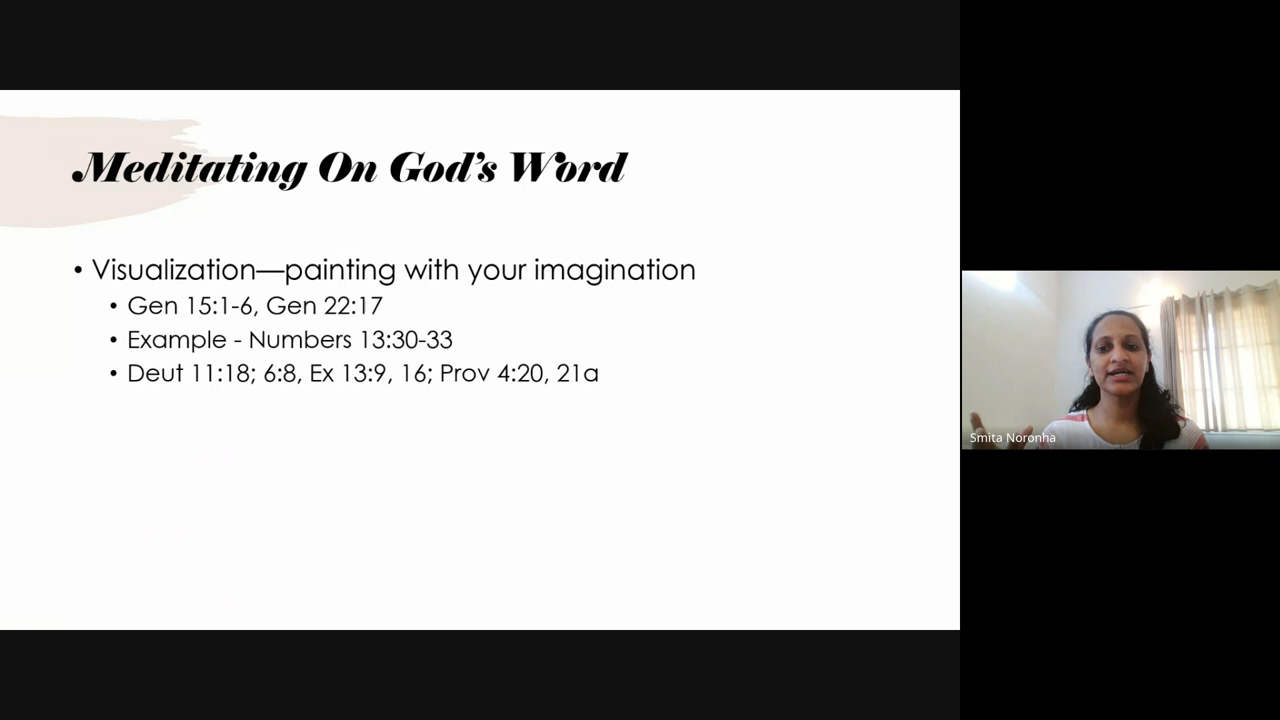 Meditating On God's Word
• Visualization—painting with your imagination
• Gen 15:1-6, Gen 22:17
• Example - Numbers 13:30-33
• Deut 11:18; 6:8, Ex 13:9, 16; Prov 4:20, 21a
Smita Noronha